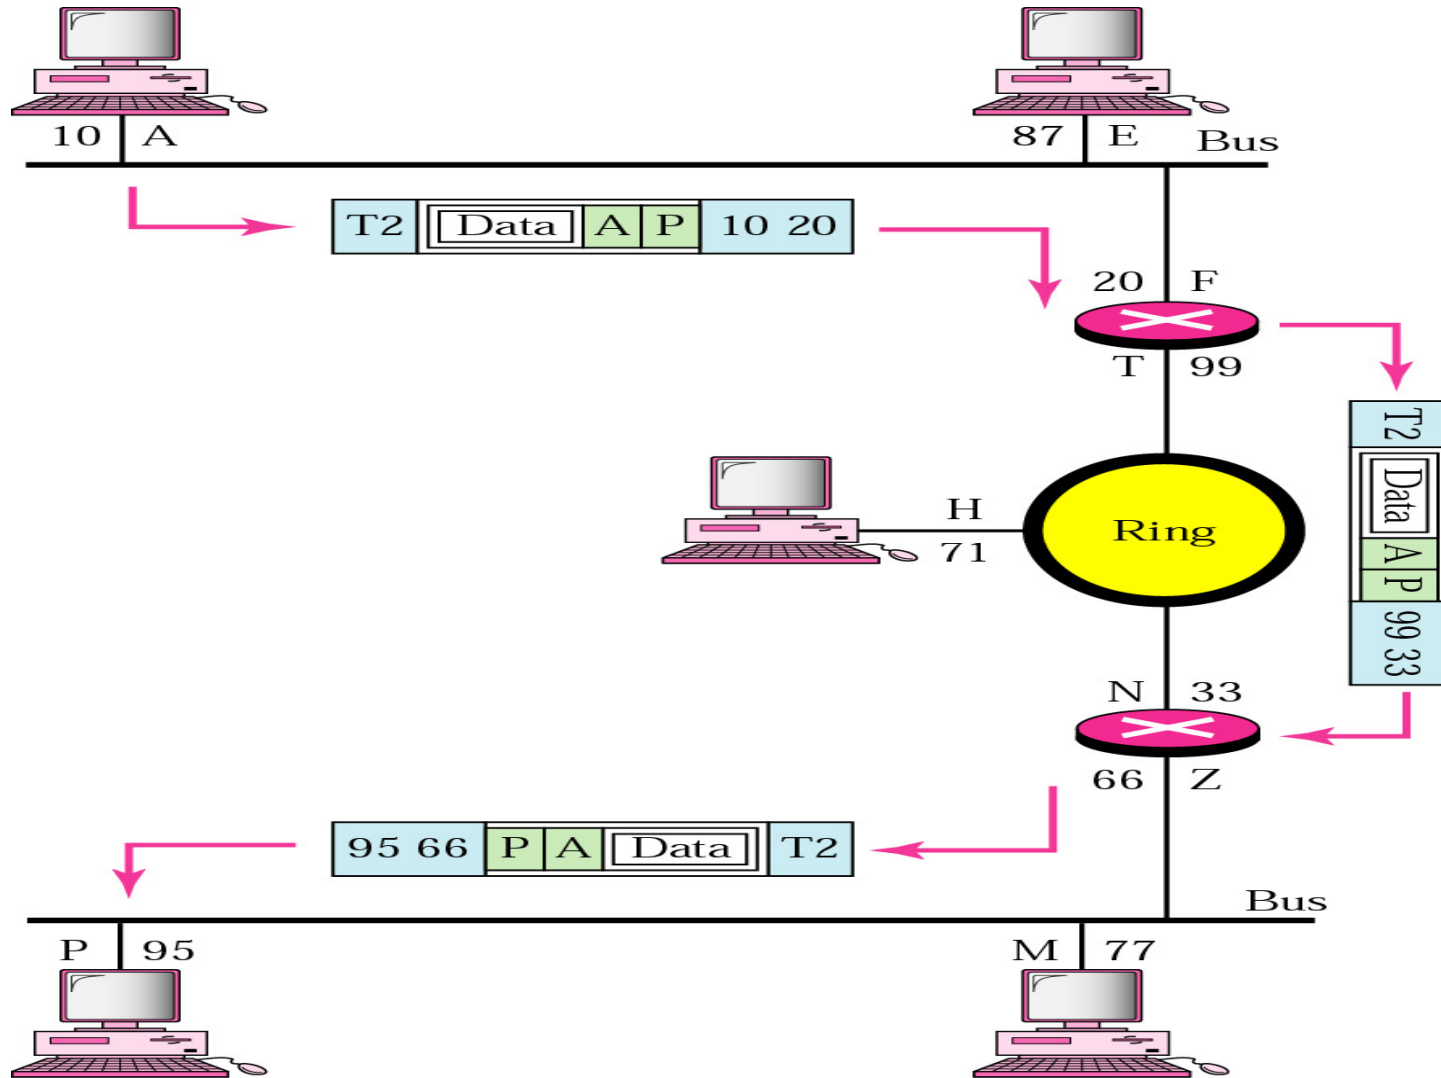 10 A
87 E
Bus
T2 Data A P 10 20
20 F
T 99
T2 Data A P 99 33
H
71
Ring
N 33
66 Z
95 66 P A Data T2
Bus
P 95
M 77